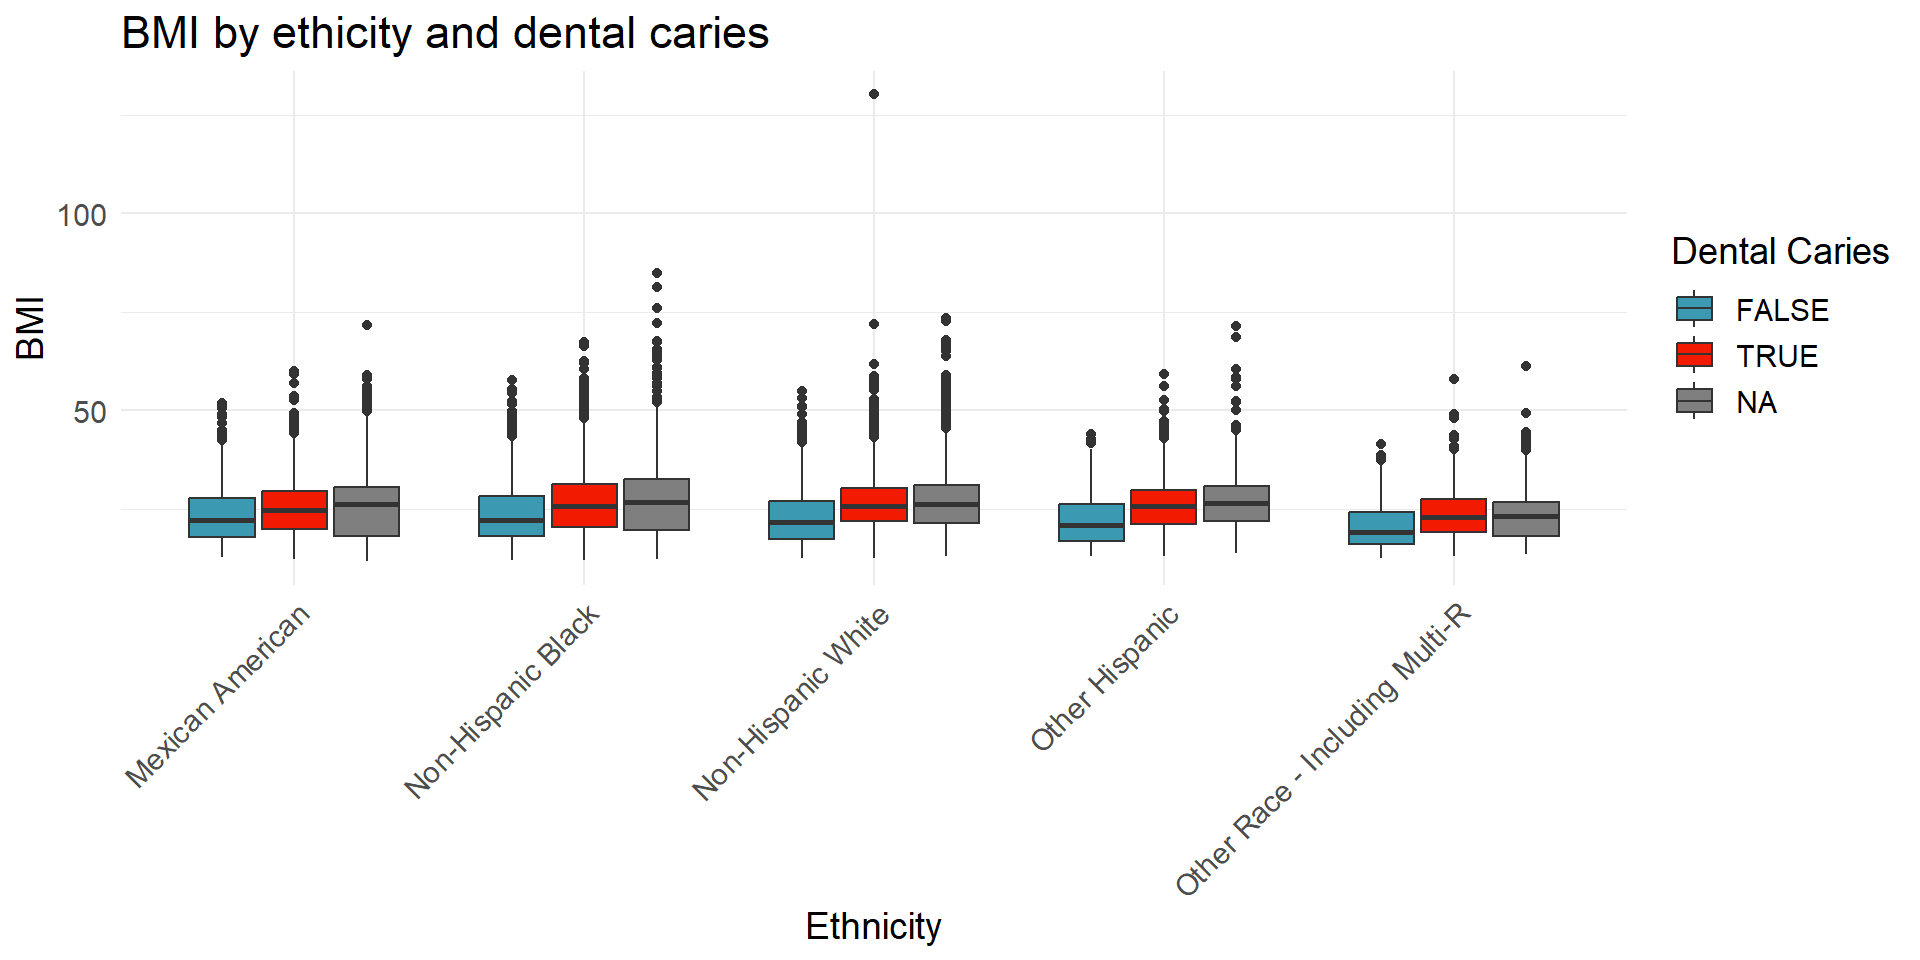 BMI by ethicity and dental caries
BMI
100
50
Mexican American
Non-Hispanic Black
Non-Hispanic White
Other Hispanic
Other Race - Including Multi-R
Ethnicity
Dental Caries
FALSE
TRUE
NA